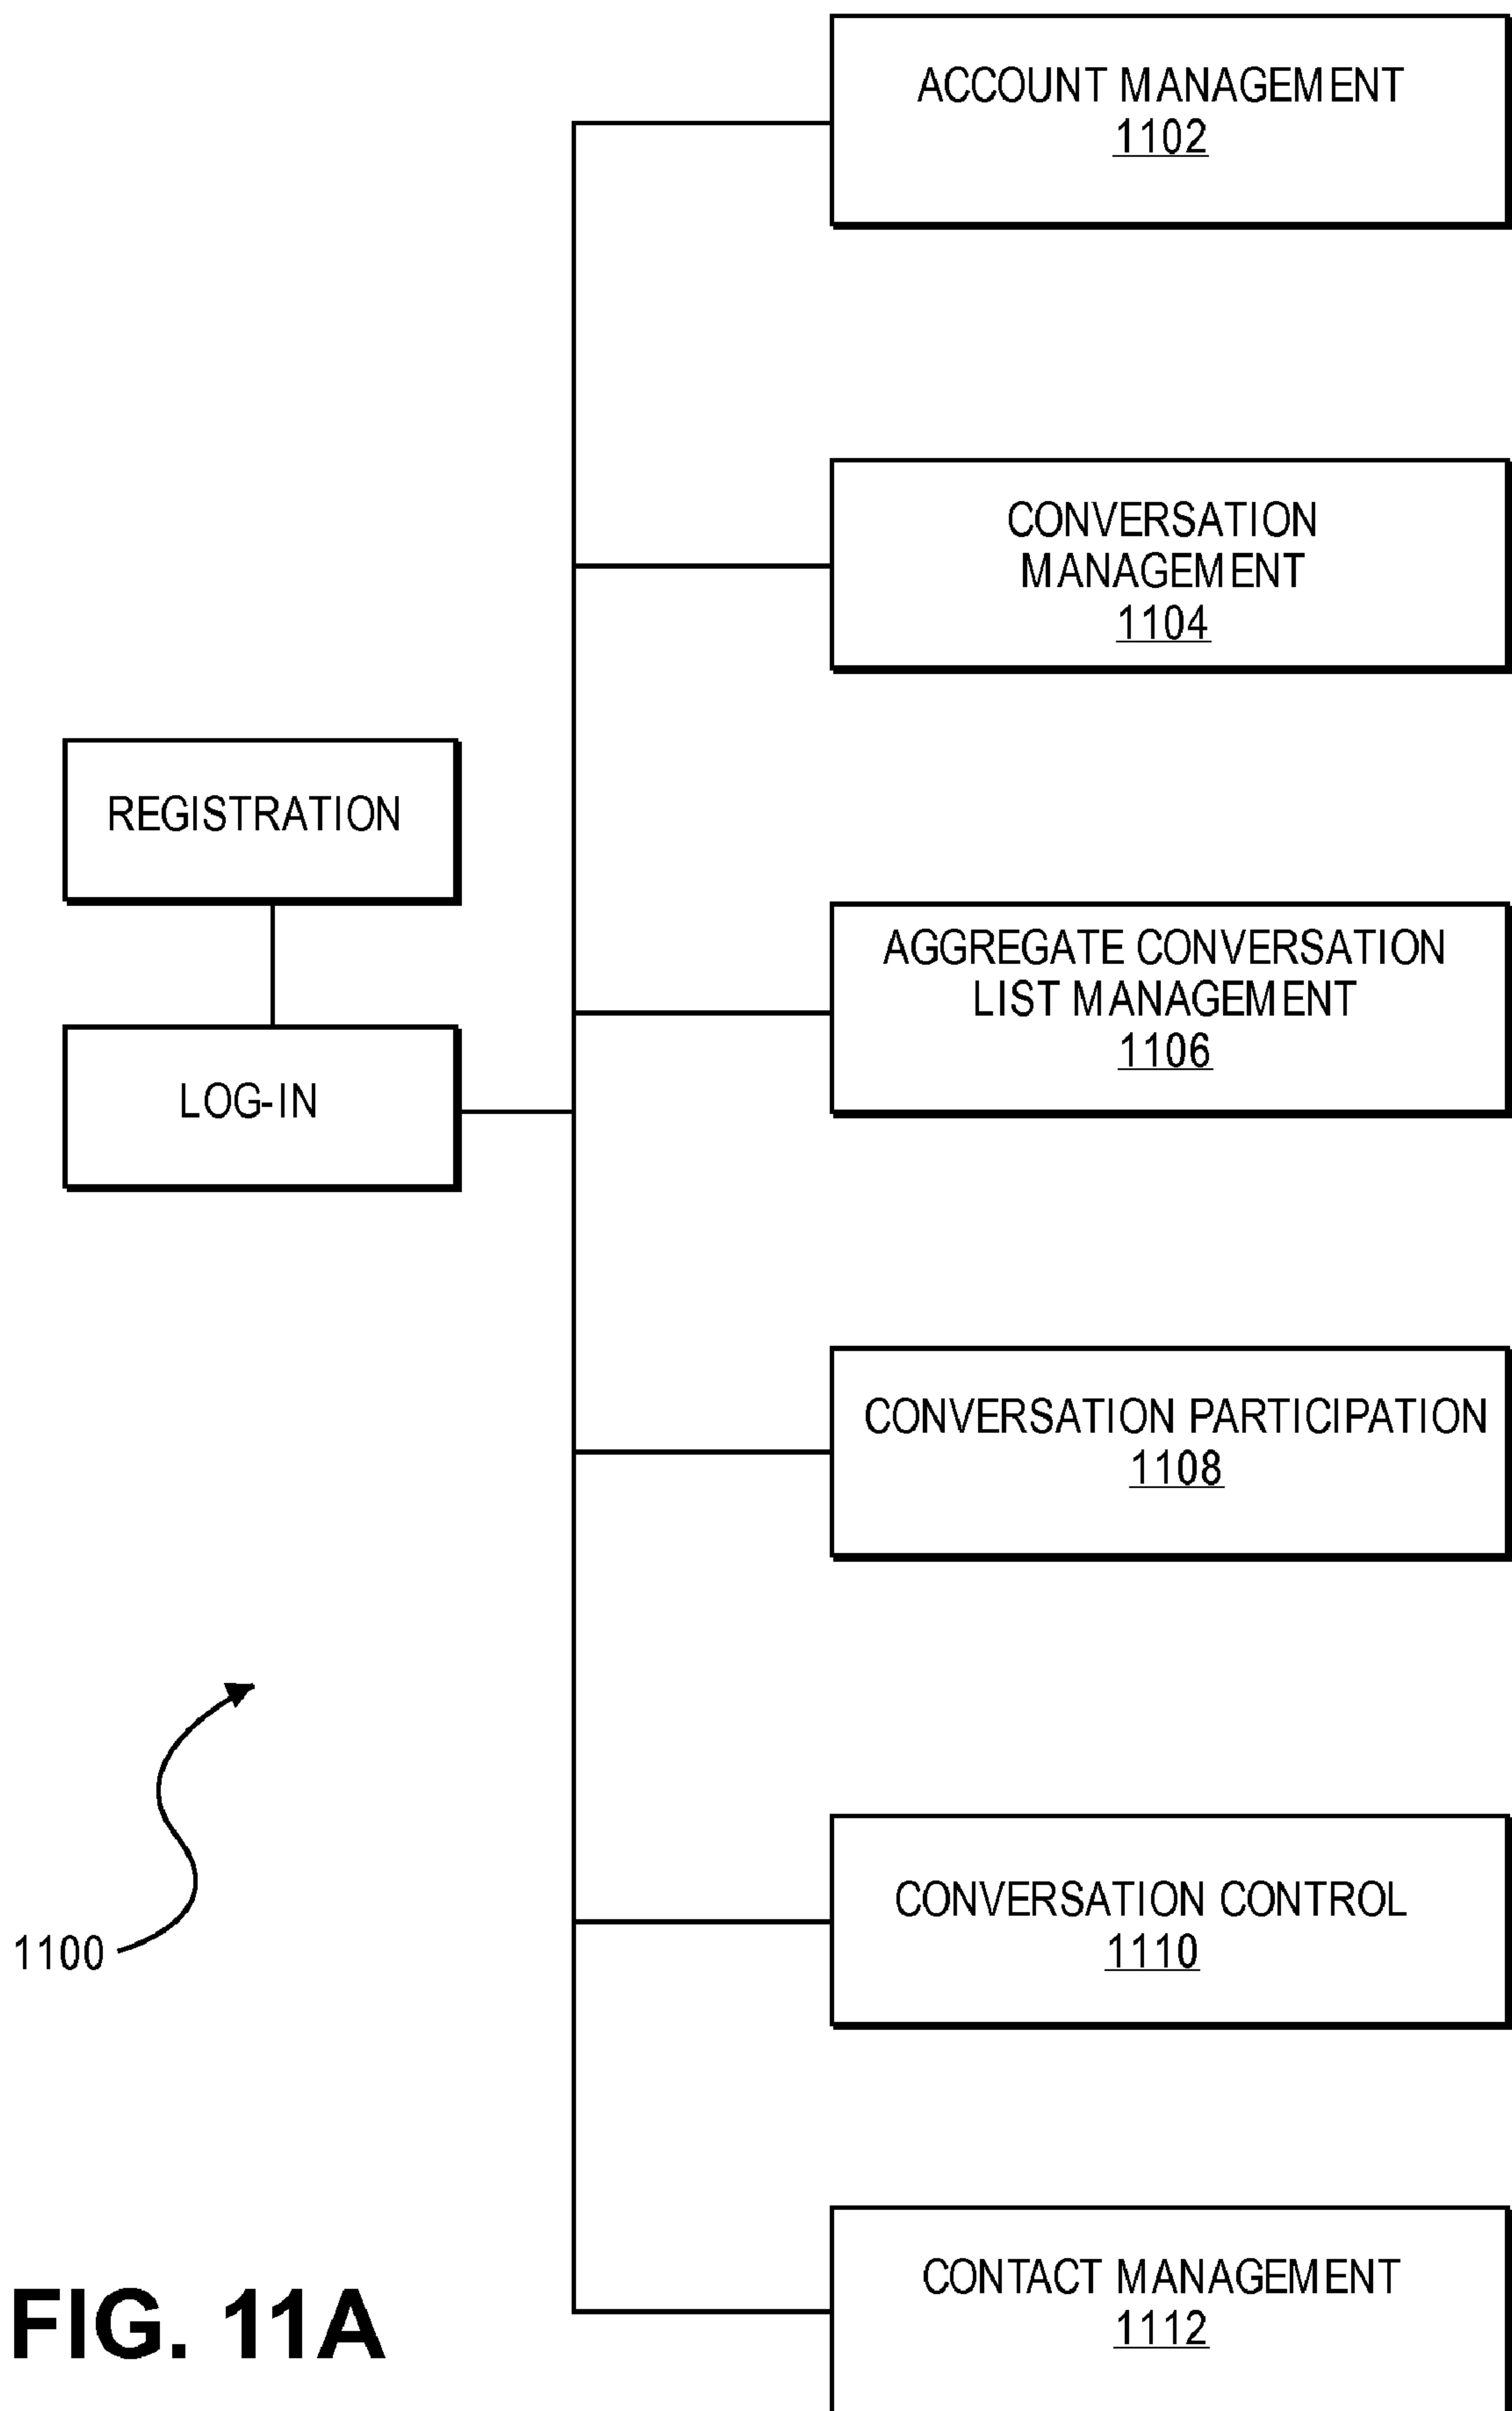 ACCOUNT MANAGEMENT
1102
CONVERSATION
MANAGEMENT
1104
REGISTRATION
AGGREGATE CONVERSATION
LIST MANAGEMENT
1106
LOG-IN
CONVERSATION PARTICIPATION
1108
CONVERSATION CONTROL
1110
1100
CONTACT MANAGEMENT
1112
FIG. 11A